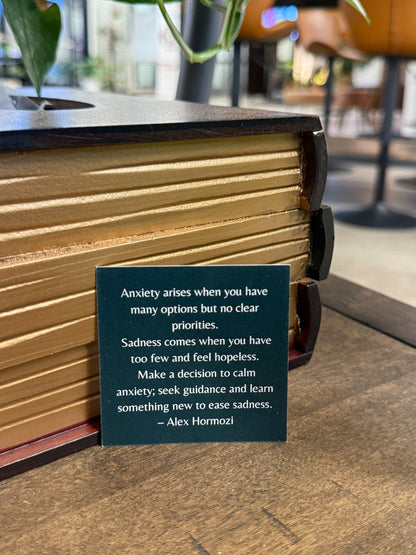 Anxiety arises when you have
many options but no clear
priorities.
Sadness comes when you have
too few and feel hopeless.
Make a decision to calm
anxiety; seek guidance and learn
something new to ease sadness.
– Alex Hormozi